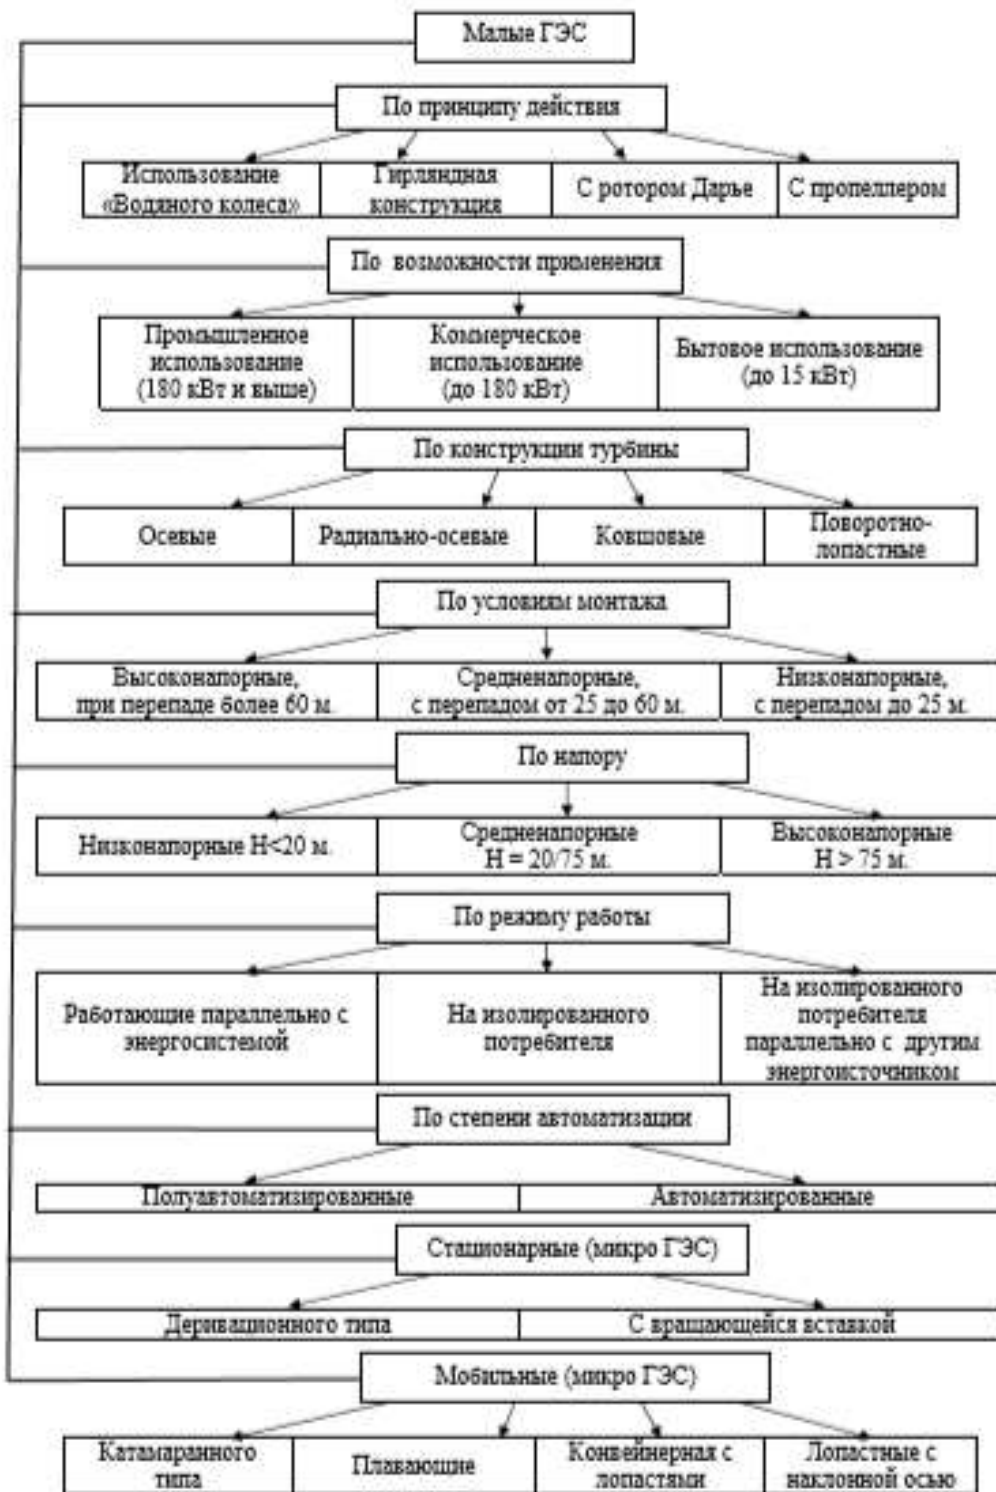 Малые ГЭС
По принципу действия
Использование
«Водяного колеса»
Гирляндная
конструкция
С ротором Дарье
С пропеллером
По возможности применения
Промышленное
использование
(180 кВт и выше)
Коммерческое
использование
(до 180 кВт)
Бытовое использование
(до 15 кВт)
По конструкции турбины
Осевые
Радиально-осевые
Ковшовые
Поворотно-
лопастные
По условиям монтажа
Высоконапорные,
при перепаде более 60 м.
Средненапорные,
с перепадом от 25 до 60 м.
Низконапорные,
с перепадом до 25 м.
По напору
Низконапорные Н<20 м.
Средненапорные
Н = 20/75 м.
Высоконапорные
Н > 75 м.
По режиму работы
Работающие параллельно с
энергосистемой
На изолированного
потребителя
На изолированного
потребителя
параллельно с другим
энергоисточником
По степени автоматизации
Полуавтоматизированные
Автоматизированные
Стационарные (микро ГЭС)
Деривационного типа
С вращающейся вставкой
Мобильные (микро ГЭС)
Катамаранного
типа
Плавающие
Конвейнерная с
лопастями
Лопастные с
наклонной осью